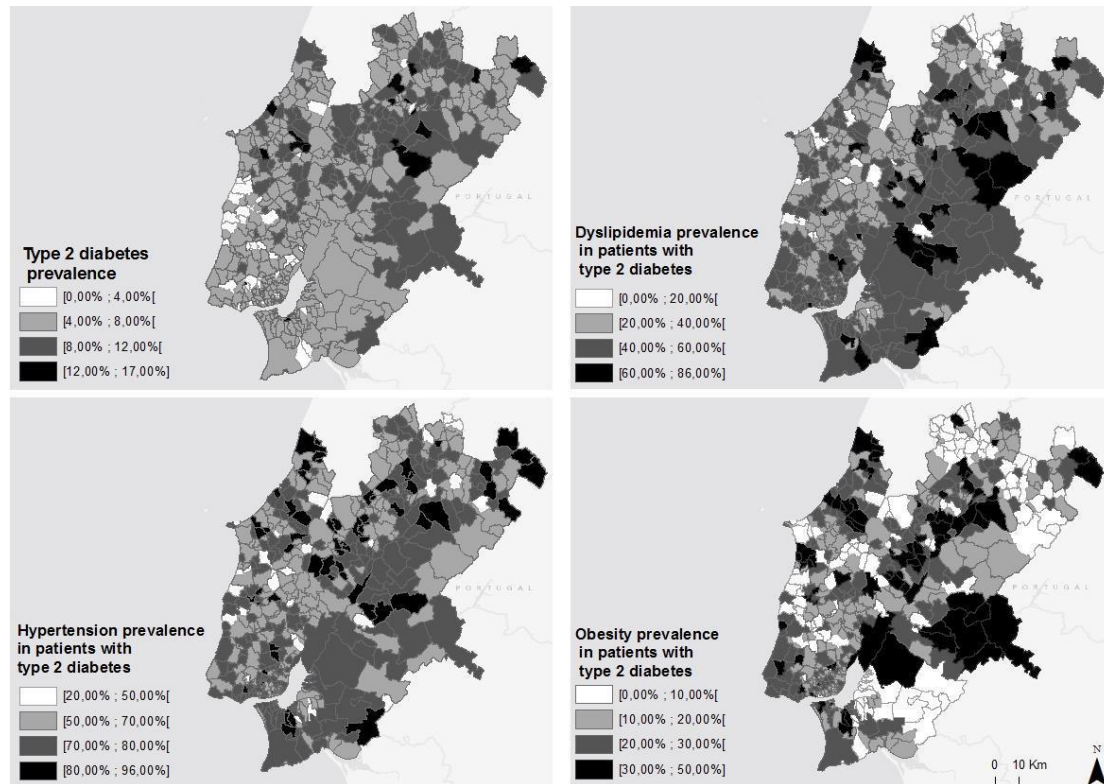 PORTUGAL
Type 2 diabetes
prevalence
[0,00% ; 4,00%[
[4,00% ; 8,00%[
[8,00% ; 12,00%[
[12,00% ; 17,00%]
PORTUGAL
Dyslipidemia prevalence
in patients with
type 2 diabetes
[0,00% ; 20,00%[
[20,00% ; 40,00%[
[40,00% ; 60,00%[
[60,00% ; 86,00%]
PORTUGAL
Hypertension prevalence
in patients with
type 2 diabetes
[20,00% ; 50,00%[
[50,00% ; 70,00%[
[70,00% ; 80,00%[
[80,00% ; 96,00%]
PORTUGAL
Obesity prevalence
in patients with
type 2 diabetes
[0,00% ; 10,00%[
[10,00% ; 20,00%[
[20,00% ; 30,00%[
[30,00% ; 50,00%]
N
0 10 Km